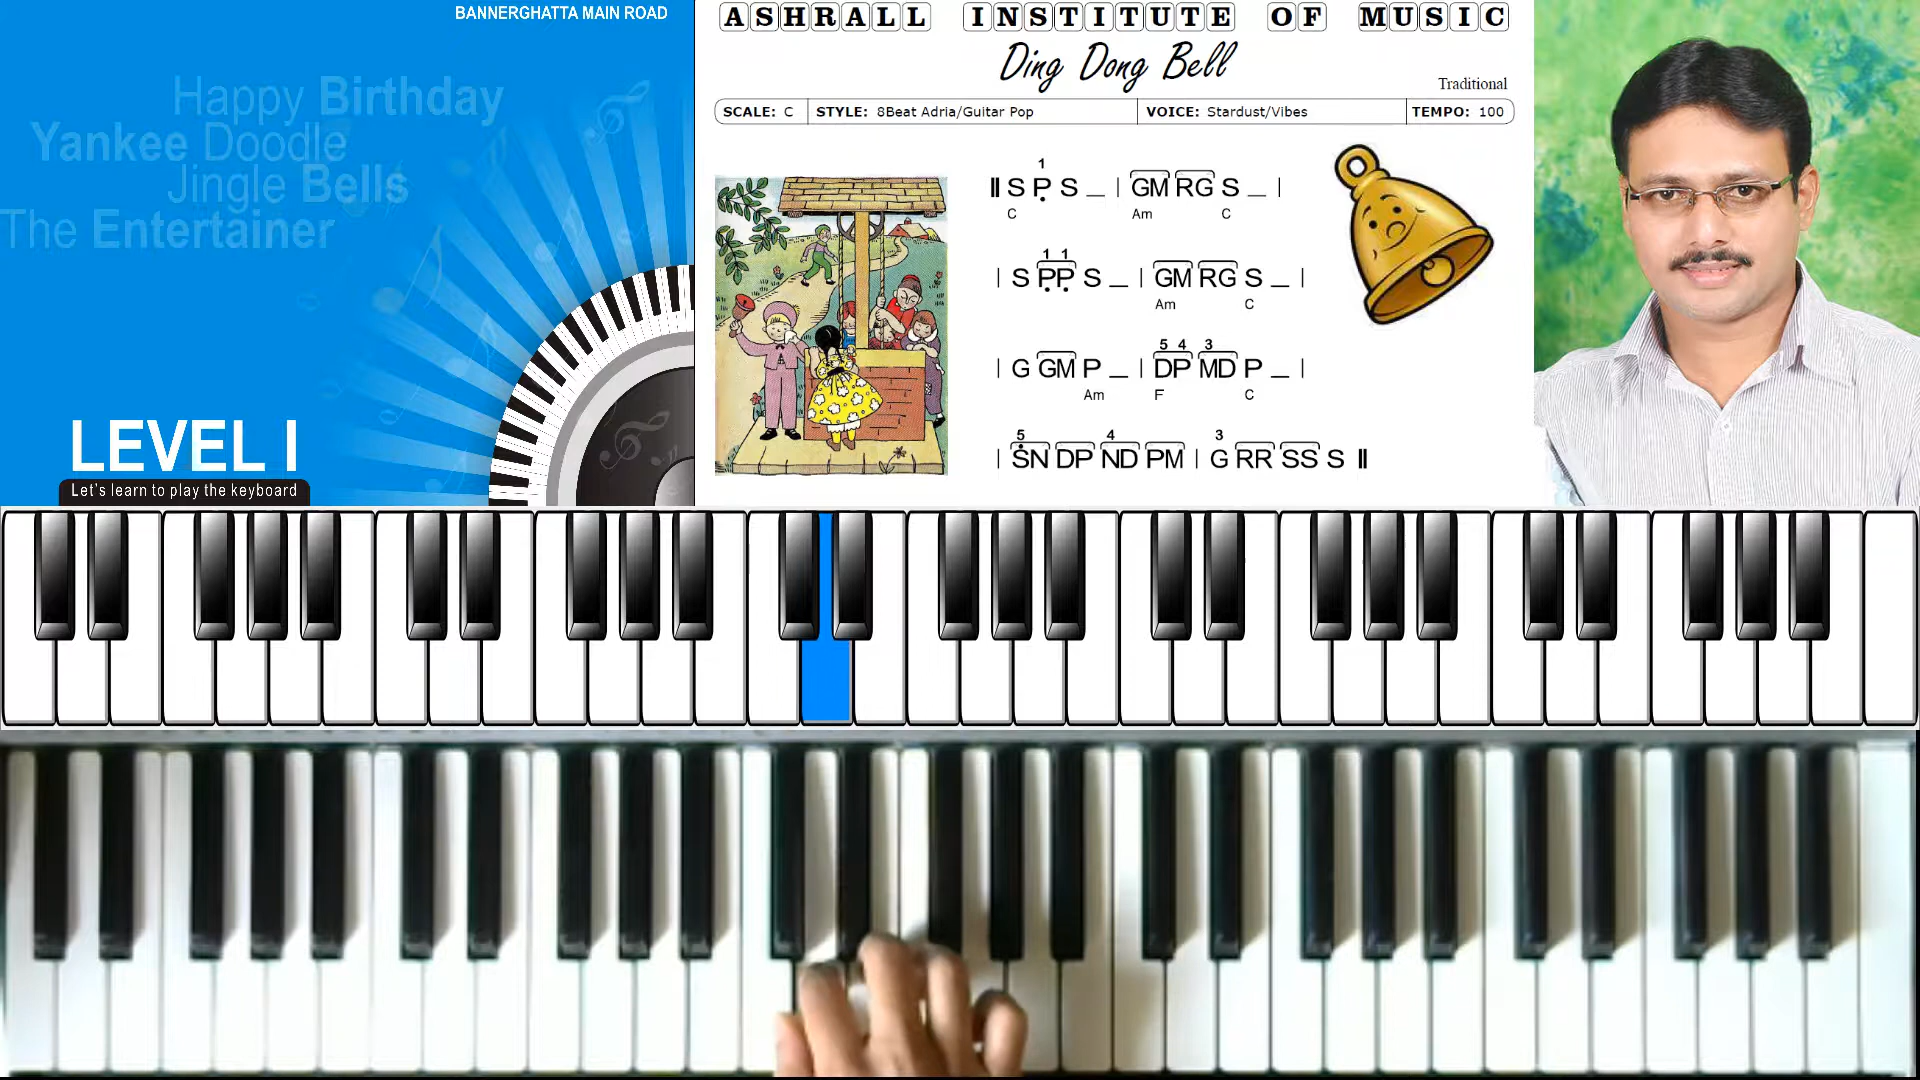 BANNERGHATTA MAIN ROAD
Happy Birthday
Yankee Doodle
Jingle Bells
The Entertainer
LEVEL I
Let's learn to play the keyboard
ASHRALL INSTITUTE OF MUSIC
Ding Dong Bell
Traditional
SCALE: C STYLE: 8Beat Adria/Guitar Pop VOICE: Stardust/Vibes TEMPO: 100
1
|| S P̣ S _ | GM RG S _ |
C Am C
1 1
| S P̣P̣ S _ | GM RG S _ |
Am C
5 4 3
| G GM P _ | DP MD P _ |
Am F C
5 4 3
| ṠN DP ND PM | G RR SS S ||